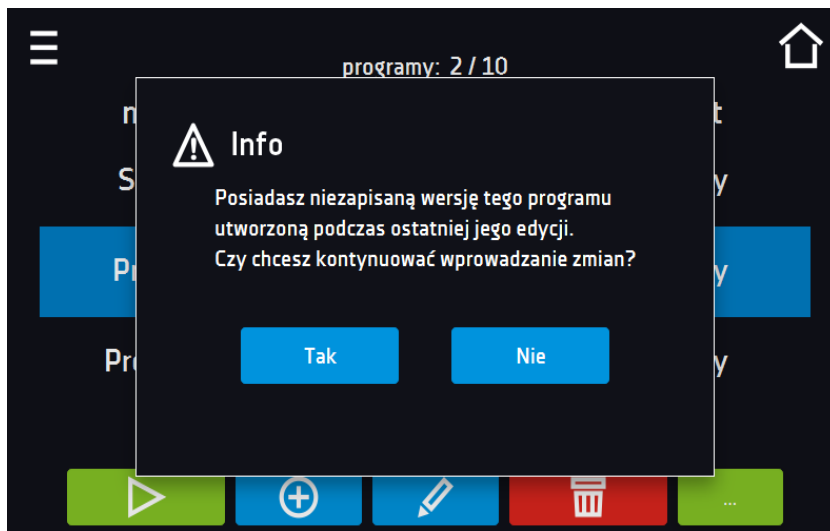 programy: 2 / 10
Info
Posiadasz niezapisaną wersję tego programu
utworzoną podczas ostatniej jego edycji.
Czy chcesz kontynuować wprowadzanie zmian?
Tak
Nie
...